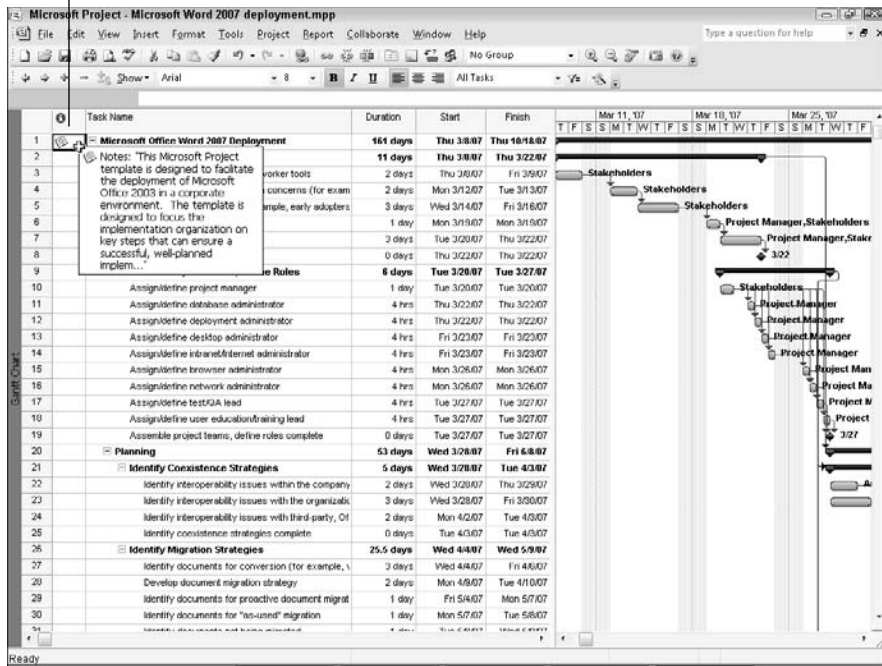 Microsoft Project - Microsoft Word 2007 deployment.mpp
File Edit View Insert Format Tools Project Report Collaborate Window Help Type a question for help
No Group
Show Arial 8 B I U All Tasks
Task Name Duration Start Finish Mar 11, '07 Mar 18, '07 Mar 25, '07
T F S S M T W T F S S M T W T F S S M T W T F
1 Microsoft Office Word 2007 Deployment 161 days Thu 3/8/07 Thu 10/18/07
2 11 days Thu 3/8/07 Thu 3/22/07
Notes: 'This Microsoft Project
template is designed to facilitate
the deployment of Microsoft
Office 2003 in a corporate
environment. The template is
designed to focus the
implementation organization on
key steps that can ensure a
successful, well-planned
implem...'
3 worker tools 2 days Thu 3/8/07 Fri 3/9/07 Stakeholders
4 concerns (for exam 2 days Mon 3/12/07 Tue 3/13/07 Stakeholders
5 mple, early adopters 3 days Wed 3/14/07 Fri 3/16/07 Stakeholders
6 1 day Mon 3/19/07 Mon 3/19/07 Project Manager,Stakeholders
7 3 days Tue 3/20/07 Thu 3/22/07 Project Manager,Stake
8 0 days Thu 3/22/07 Thu 3/22/07 3/22
9 ne Roles 6 days Tue 3/20/07 Tue 3/27/07
10 Assign/define project manager 1 day Tue 3/20/07 Tue 3/20/07 Stakeholders
11 Assign/define database administrator 4 hrs Thu 3/22/07 Thu 3/22/07 Project Manager
12 Assign/define deployment administrator 4 hrs Thu 3/22/07 Thu 3/22/07 Project Manager
13 Assign/define desktop administrator 4 hrs Fri 3/23/07 Fri 3/23/07 Project Manager
14 Assign/define intranet/Internet administrator 4 hrs Fri 3/23/07 Fri 3/23/07 Project Manager
15 Assign/define browser administrator 4 hrs Mon 3/26/07 Mon 3/26/07 Project Man
16 Assign/define network administrator 4 hrs Mon 3/26/07 Mon 3/26/07 Project Ma
17 Assign/define test/QA lead 4 hrs Tue 3/27/07 Tue 3/27/07 Project M
18 Assign/define user education/training lead 4 hrs Tue 3/27/07 Tue 3/27/07 Project
19 Assemble project teams, define roles complete 0 days Tue 3/27/07 Tue 3/27/07 3/27
20 Planning 53 days Wed 3/28/07 Fri 6/8/07
21 Identify Coexistence Strategies 5 days Wed 3/28/07 Tue 4/3/07
22 Identify interoperability issues within the company 2 days Wed 3/28/07 Thu 3/29/07
23 Identify interoperability issues with the organizatic 3 days Wed 3/28/07 Fri 3/30/07
24 Identify interoperability issues with third-party, Of 2 days Mon 4/2/07 Tue 4/3/07
25 Identify coexistence strategies complete 0 days Tue 4/3/07 Tue 4/3/07
26 Identify Migration Strategies 25.5 days Wed 4/4/07 Wed 5/9/07
27 Identify documents for conversion (for example, v 3 days Wed 4/4/07 Fri 4/6/07
28 Develop document migration strategy 2 days Mon 4/9/07 Tue 4/10/07
29 Identify documents for proactive document migrat 1 day Fri 5/4/07 Mon 5/7/07
30 Identify documents for "as-used" migration 1 day Mon 5/7/07 Tue 5/8/07
Gantt Chart
Ready